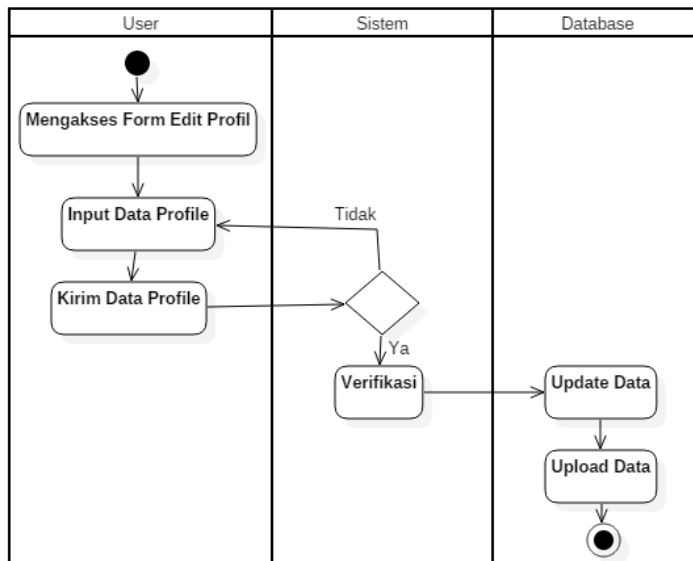 User
Sistem
Database
Mengakses Form Edit Profil
Input Data Profile
Tidak
Kirim Data Profile
Ya
Verifikasi
Update Data
Upload Data